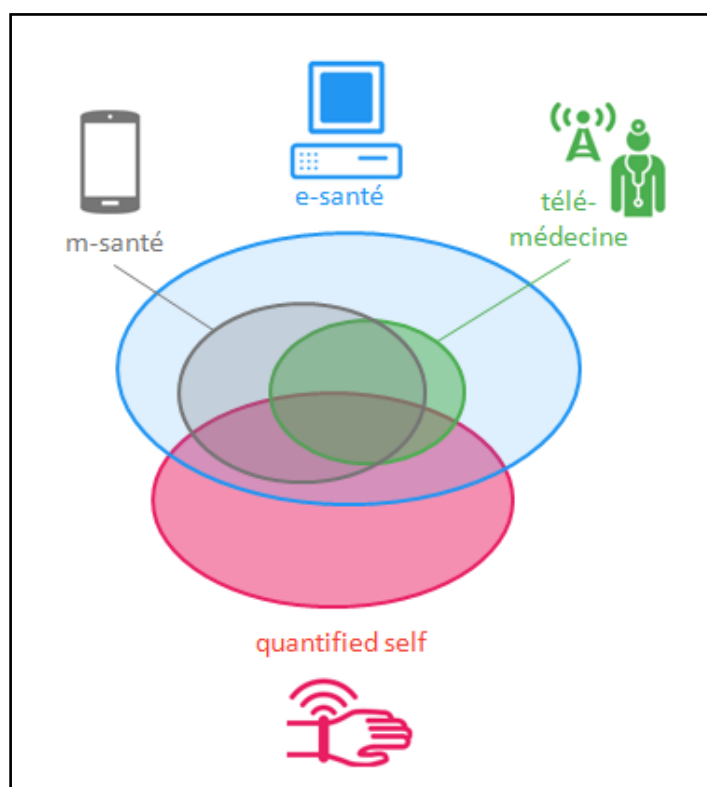 e-santé
m-santé
télé-
médecine
quantified self